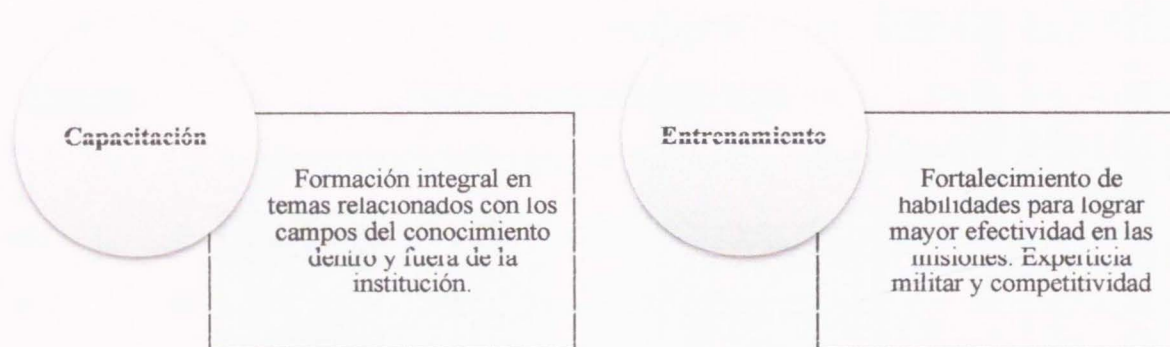 Capacitación
Formación integral en
temas relacionados con los
campos del conocimiento
dentro y fuera de la
institución.
Entrenamiento
Fortalecimiento de
habilidades para lograr
mayor efectividad en las
misiones. Experticia
militar y competitividad